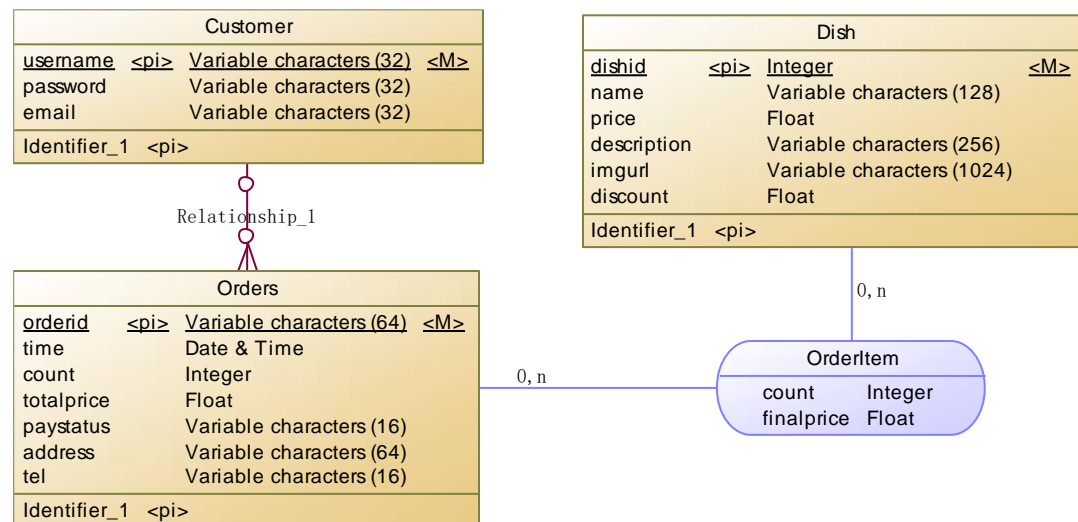 Customer
username <pi> Variable characters (32) <M>
password Variable characters (32)
email Variable characters (32)
Identifier_1 <pi>
Relationship_1
Orders
orderid <pi> Variable characters (64) <M>
time Date & Time
count Integer
totalprice Float
paystatus Variable characters (16)
address Variable characters (64)
tel Variable characters (16)
Identifier_1 <pi>
Dish
dishid <pi> Integer <M>
name Variable characters (128)
price Float
description Variable characters (256)
imgurl Variable characters (1024)
discount Float
Identifier_1 <pi>
0,n
0,n
OrderItem
count Integer
finalprice Float